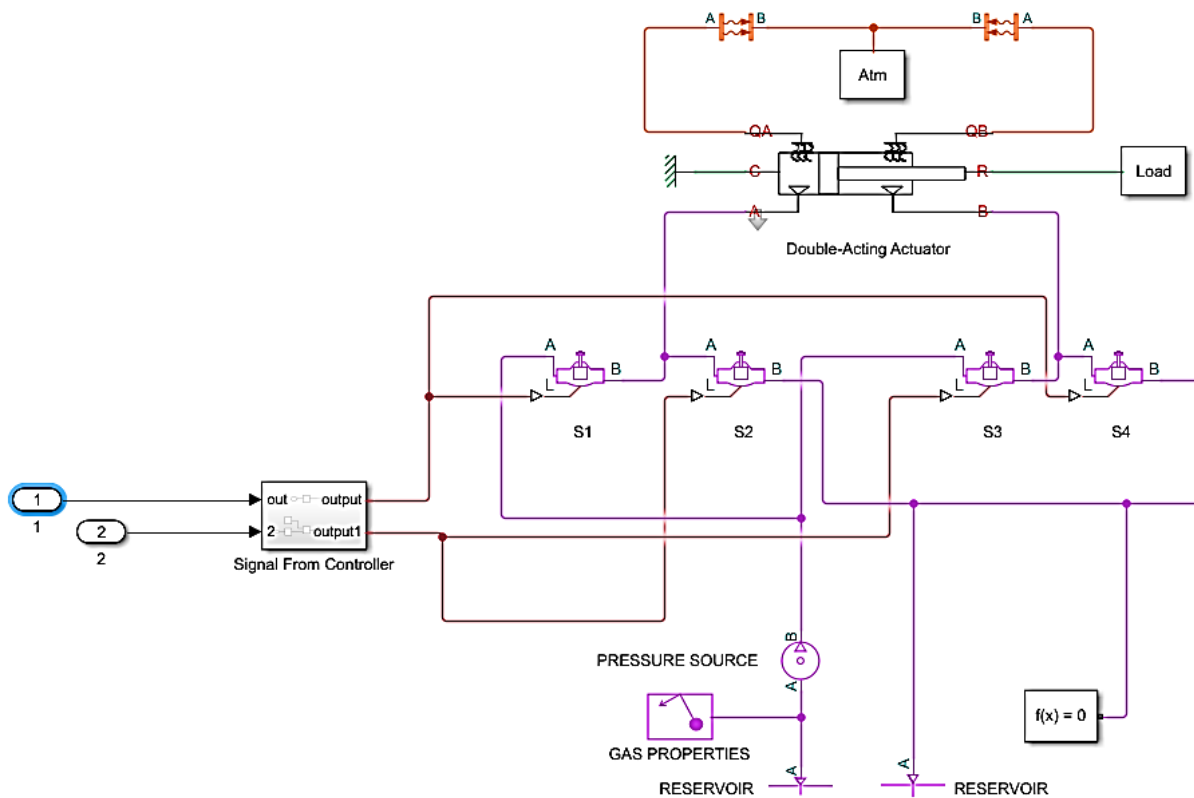 A B B A
Atm
QA QB
C R Load
A B
Double-Acting Actuator
A A A A
B B B B
L L L L
S1 S2 S3 S4
1 out output
1
2 2 output1
2
Signal From Controller
B
PRESSURE SOURCE
A
f(x) = 0
GAS PROPERTIES
A A
RESERVOIR RESERVOIR